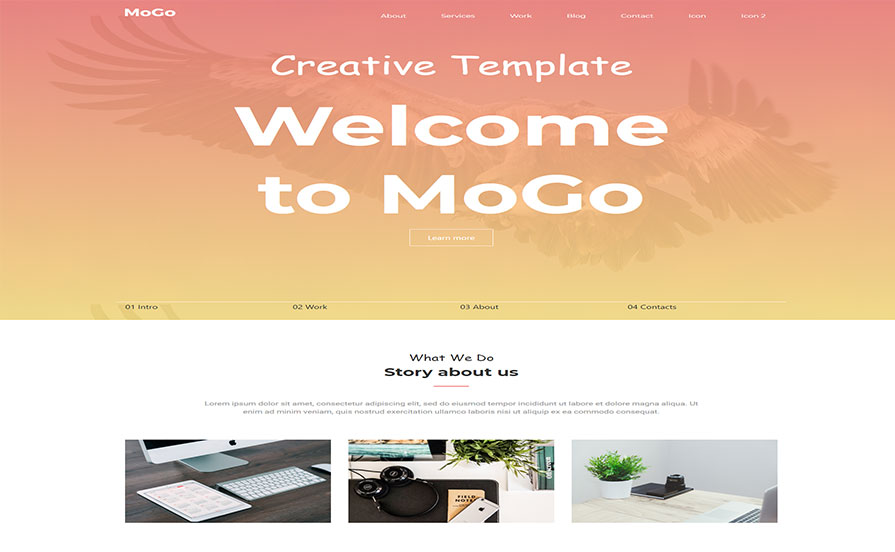 MoGo
About Services Work Blog Contact Icon Icon 2
Creative Template
Welcome
to MoGo
Learn more
01 Intro 02 Work 03 About 04 Contacts
What We Do
Story about us
Lorem ipsum dolor sit amet, consectetur adipiscing elit, sed do eiusmod tempor incididunt ut labore et dolore magna aliqua. Ut
enim ad minim veniam, quis nostrud exercitation ullamco laboris nisi ut aliquip ex ea commodo consequat.
FIELD
NOTES